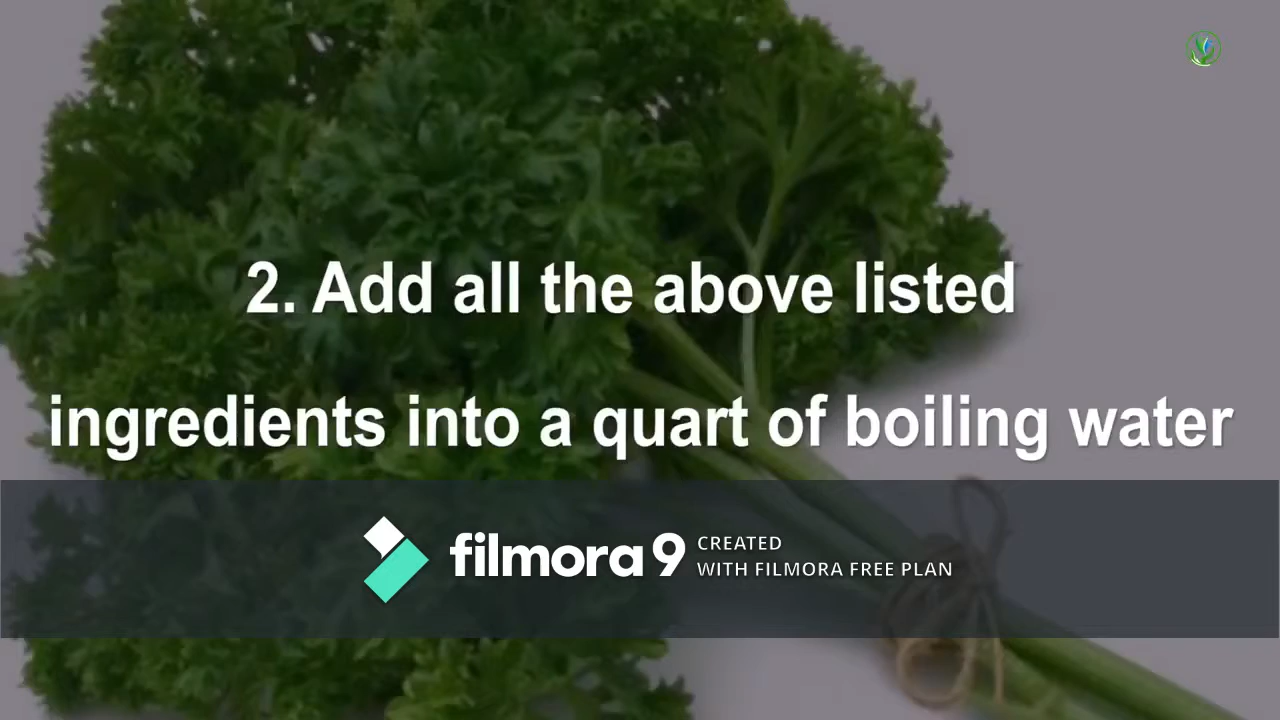 2. Add all the above listed
ingredients into a quart of boiling water
filmora 9
CREATED
WITH FILMORA FREE PLAN